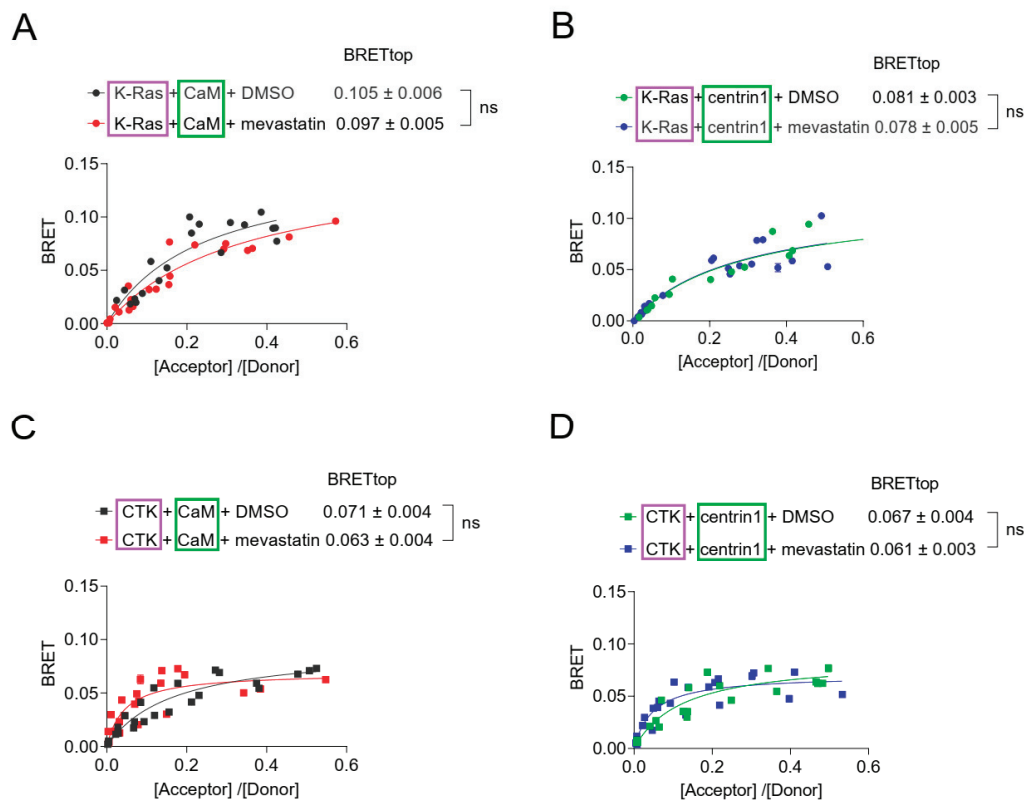 A
BRETtop
K-Ras + CaM + DMSO 0.105 ± 0.006
K-Ras + CaM + mevastatin 0.097 ± 0.005
ns
0.15
0.10
0.05
0.00
BRET
0.0 0.2 0.4 0.6
[Acceptor] /[Donor]
B
BRETtop
K-Ras + centrin1 + DMSO 0.081 ± 0.003
K-Ras + centrin1 + mevastatin 0.078 ± 0.005
ns
0.15
0.10
0.05
0.00
BRET
0.0 0.2 0.4 0.6
[Acceptor] /[Donor]
C
BRETtop
CTK + CaM + DMSO 0.071 ± 0.004
CTK + CaM + mevastatin 0.063 ± 0.004
ns
0.15
0.10
0.05
0.00
BRET
0.0 0.2 0.4 0.6
[Acceptor] /[Donor]
D
BRETtop
CTK + centrin1 + DMSO 0.067 ± 0.004
CTK + centrin1 + mevastatin 0.061 ± 0.003
ns
0.15
0.10
0.05
0.00
BRET
0.0 0.2 0.4 0.6
[Acceptor] /[Donor]